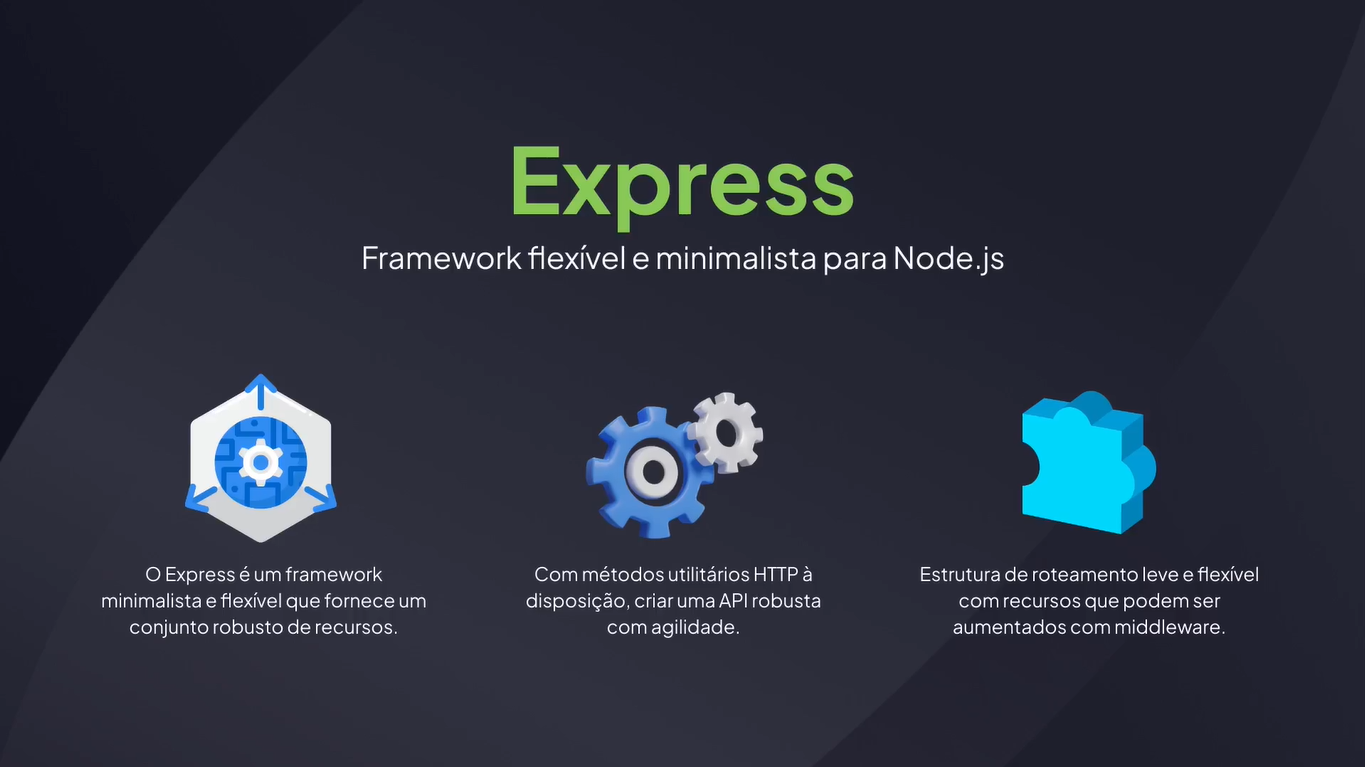 Express
Framework flexível e minimalista para Node.js
O Express é um framework
minimalista e flexível que fornece um
conjunto robusto de recursos.
Com métodos utilitários HTTP à
disposição, criar uma API robusta
com agilidade.
Estrutura de roteamento leve e flexível
com recursos que podem ser
aumentados com middleware.